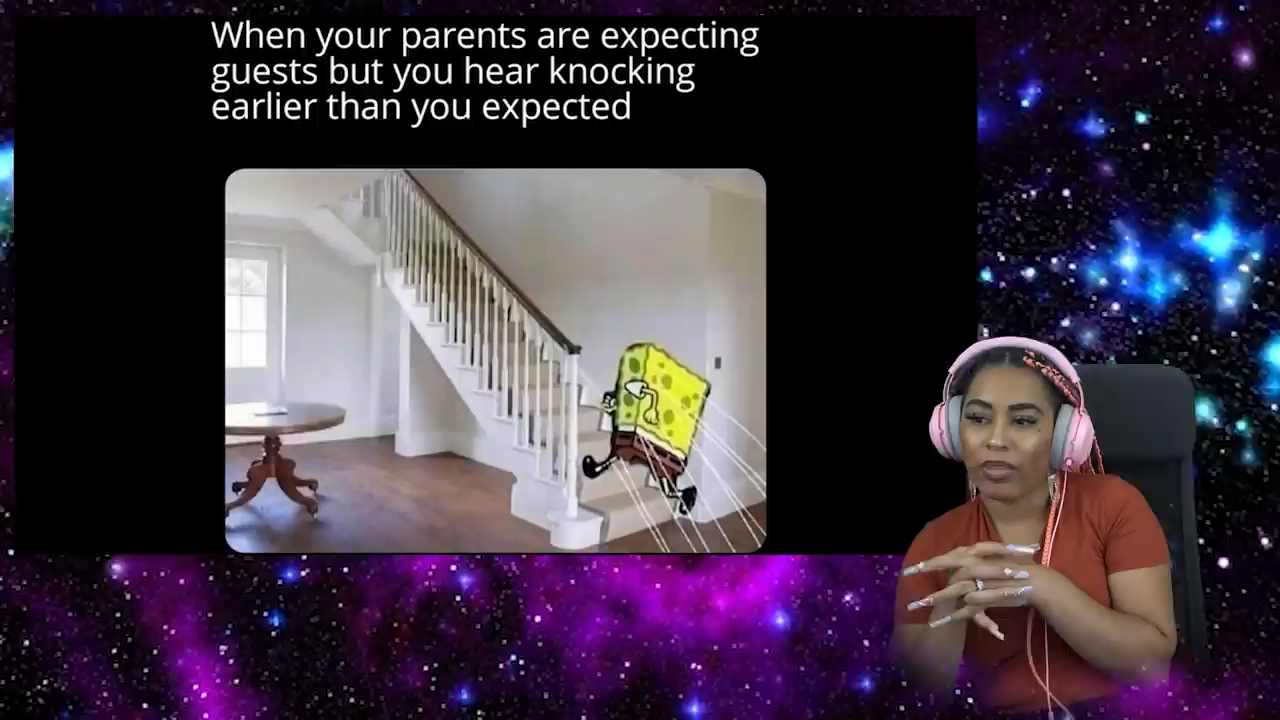 When your parents are expecting
guests but you hear knocking
earlier than you expected